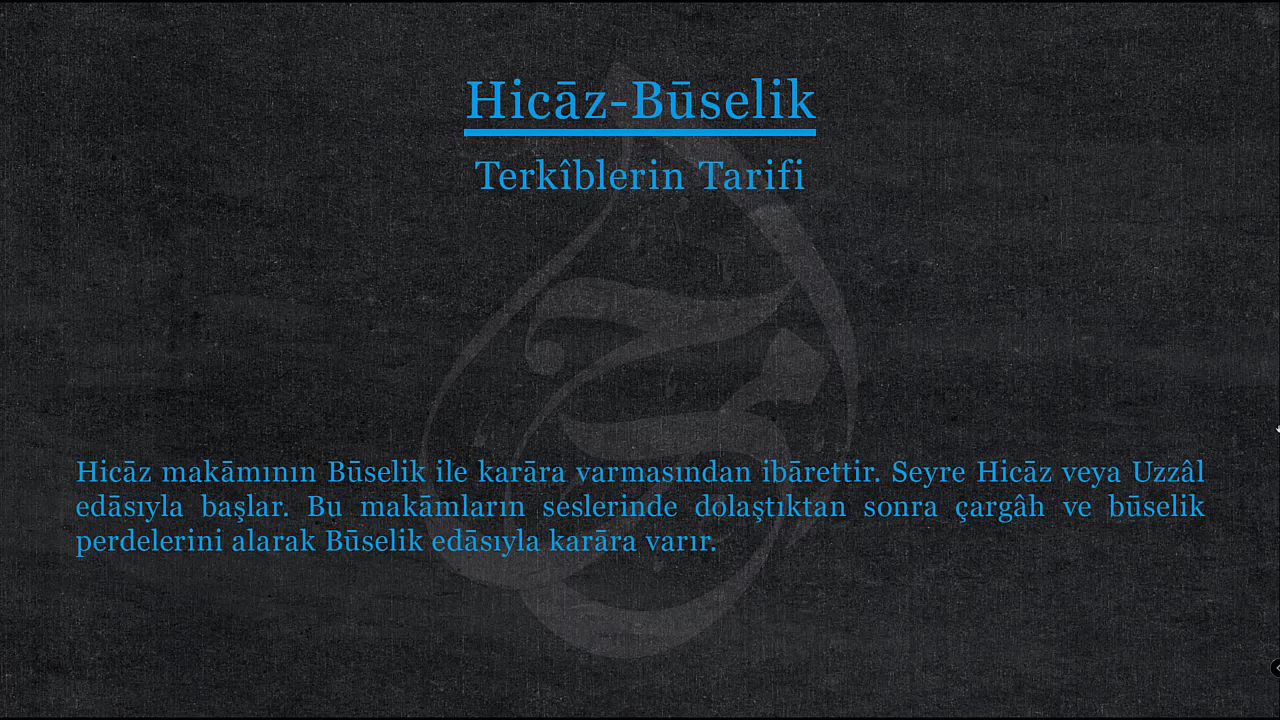 Hicāz-Būselik
Terkîblerin Tarifi
Hicāz makāmının Būselik ile karāra varmasından ibārettir. Seyre Hicāz veya Uzzâl
edāsıyla başlar. Bu makāmların seslerinde dolaştıktan sonra çargâh ve būselik
perdelerini alarak Būselik edāsıyla karāra varır.